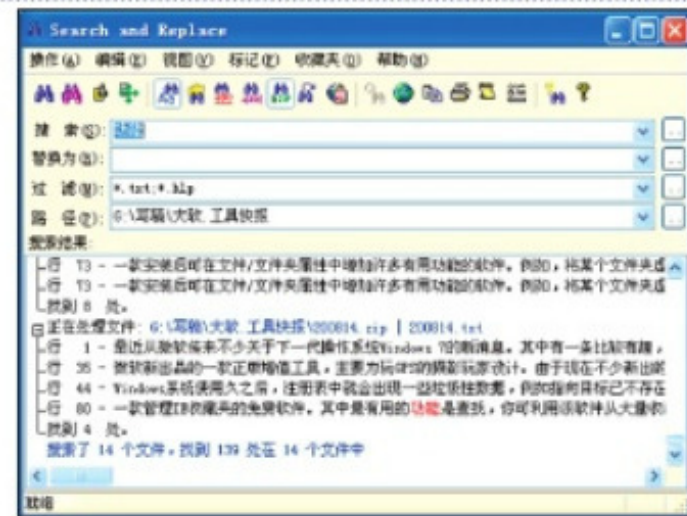 Search and Replace
操作(A) 编辑(E) 视图(V) 标记(E) 收藏夹(Q) 帮助(H)
搜 索(S):
替换为(R):
过 滤(M): *.txt;*.hlp
路 径(P): G:\写稿\大软 工具快报
搜索结果:
行 73 - 一款安装后可在文件/文件夹属性中增加许多有用功能的软件。例如，将某个文件夹虚
行 73 - 一款安装后可在文件/文件夹属性中增加许多有用功能的软件。例如，将某个文件夹虚
找到 8 处。
正在处理文件: G:\写稿\大软 工具快报\200814.zip | 200814.txt
行 1 - 最近从微软传来不少关于下一代操作系统Windows 7的新消息。其中有一条比较有趣，
行 35 - 微软新出品的一款正版增值工具，主要为玩GPS的摄影玩家设计。由于现在不少新出的
行 44 - Windows系统使用久之后，注册表中就会出现一些垃圾性数据，例如指向目标已不存在
行 80 - 一款管理IE收藏夹的免费软件。其中最有用的功能是查找，你可利用该软件从大量收
找到 4 处。
搜索了 14 个文件，找到 139 处在 14 个文件中
就绪